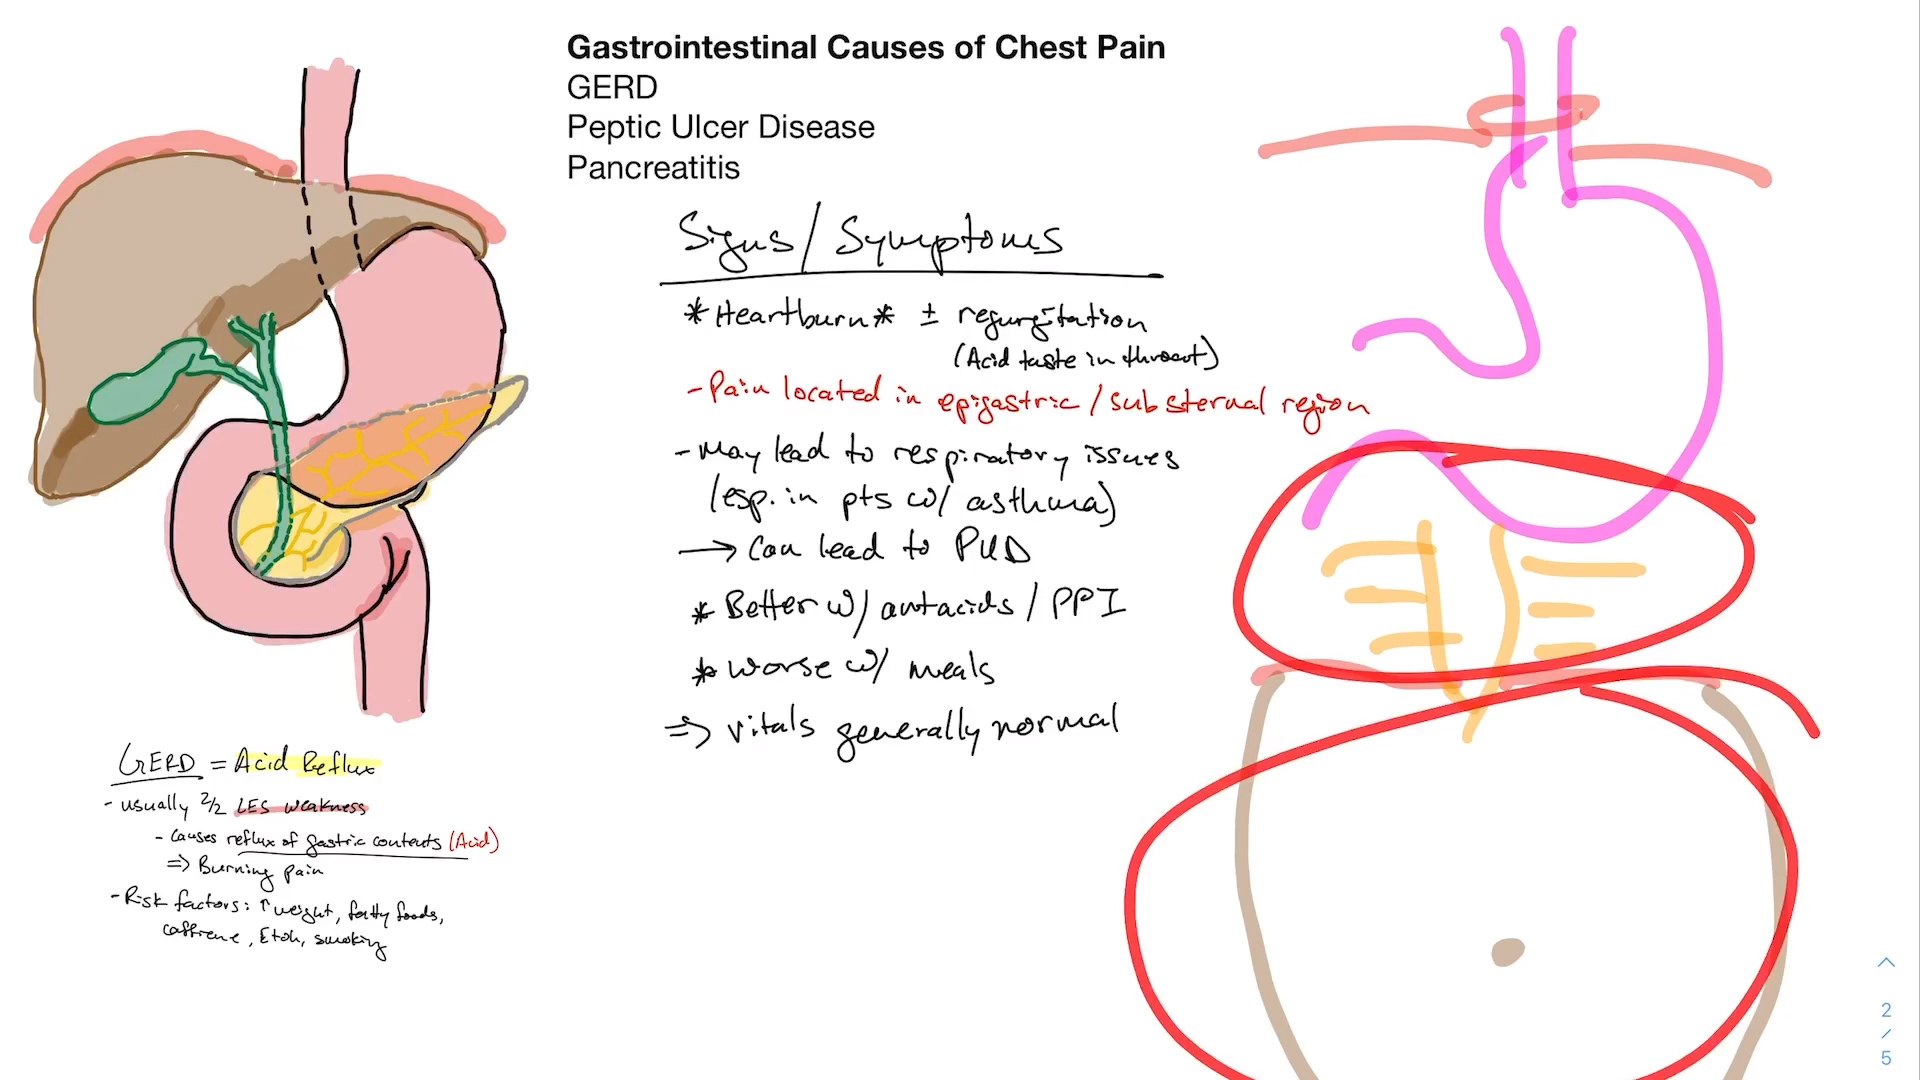 Gastrointestinal Causes of Chest Pain
GERD
Peptic Ulcer Disease
Pancreatitis
Signs/Symptoms
*Heartburn* ± regurgitation
(Acid taste in throat)
- Pain located in epigastric / substernal region
- May lead to respiratory issues
(esp. in pts w/ asthma)
→ Can lead to PUD
* Better w/ antacids / PPI
* Worse w/ meals
⇒ vitals generally normal
GERD = Acid Reflux
- usually 2/2 LES weakness
- Causes reflux of gastric contents (Acid)
⇒ Burning pain
- Risk factors: ↑ weight, fatty foods,
caffiene, Etoh, smoking
2
/
5